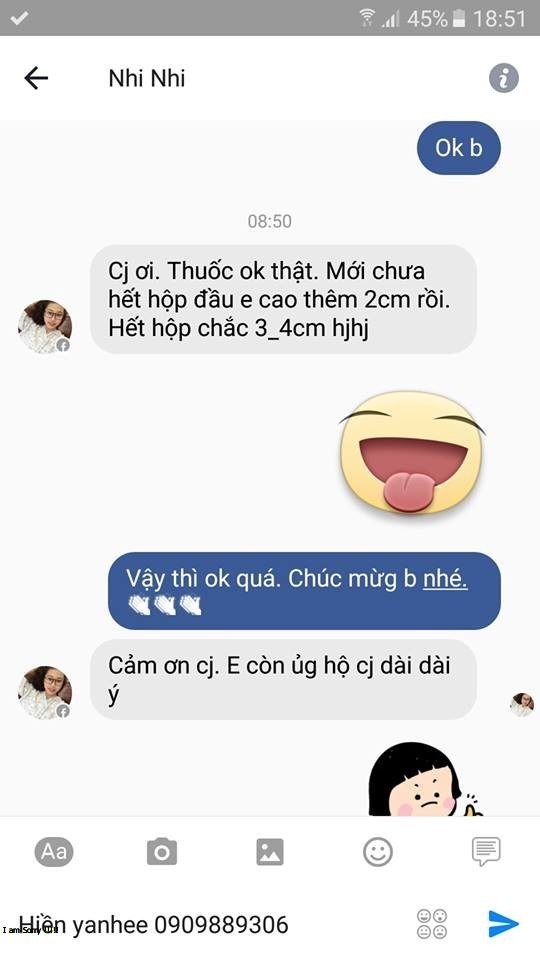 45% 18:51
Nhi Nhi
Ok b
08:50
Cj ơi. Thuốc ok thật. Mới chưa
hết hộp đầu e cao thêm 2cm rồi.
Hết hộp chắc 3_4cm hjhj
Vậy thì ok quá. Chúc mừg b nhé.
👏👏👏
Cảm ơn cj. E còn ủg hộ cj dài dài
ý
Aa
Hiền yanhee 0909889306